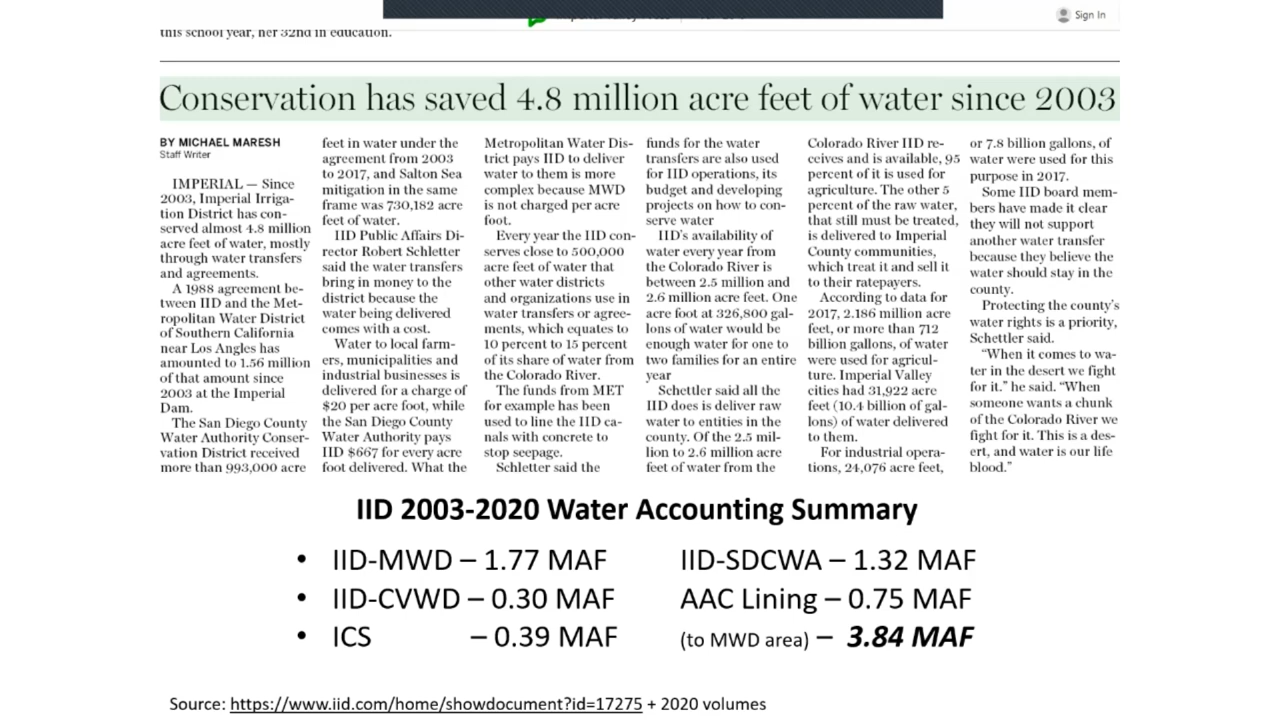 Sign In
this school year, her 32nd in education.
Conservation has saved 4.8 million acre feet of water since 2003
BY MICHAEL MARESH
Staff Writer
IMPERIAL — Since
2003, Imperial Irriga-
tion District has con-
served almost 4.8 million
acre feet of water, mostly
through water transfers
and agreements.
A 1988 agreement be-
tween IID and the Met-
ropolitan Water District
of Southern California
near Los Angles has
amounted to 1.56 million
of that amount since
2003 at the Imperial
Dam.
The San Diego County
Water Authority Conser-
vation District received
more than 993,000 acre
feet in water under the
agreement from 2003
to 2017, and Salton Sea
mitigation in the same
frame was 730,182 acre
feet of water.
IID Public Affairs Di-
rector Robert Schletter
said the water transfers
bring in money to the
district because the
water being delivered
comes with a cost.
Water to local farm-
ers, municipalities and
industrial businesses is
delivered for a charge of
$20 per acre foot, while
the San Diego County
Water Authority pays
IID $667 for every acre
foot delivered. What the
Metropolitan Water Dis-
trict pays IID to deliver
water to them is more
complex because MWD
is not charged per acre
foot.
Every year the IID con-
serves close to 500,000
acre feet of water that
other water districts
and organizations use in
water transfers or agree-
ments, which equates to
10 percent to 15 percent
of its share of water from
the Colorado River.
The funds from MET
for example has been
used to line the IID ca-
nals with concrete to
stop seepage.
Schletter said the
funds for the water
transfers are also used
for IID operations, its
budget and developing
projects on how to con-
serve water
IID's availability of
water every year from
the Colorado River is
between 2.5 million and
2.6 million acre feet. One
acre foot at 326,800 gal-
lons of water would be
enough water for one to
two families for an entire
year
Schettler said all the
IID does is deliver raw
water to entities in the
county. Of the 2.5 mil-
lion to 2.6 million acre
feet of water from the
Colorado River IID re-
ceives and is available, 95
percent of it is used for
agriculture. The other 5
percent of the raw water,
that still must be treated,
is delivered to Imperial
County communities,
which treat it and sell it
to their ratepayers.
According to data for
2017, 2.186 million acre
feet, or more than 712
billion gallons, of water
were used for agricul-
ture. Imperial Valley
cities had 31,922 acre
feet (10.4 billion of gal-
lons) of water delivered
to them.
For industrial opera-
tions, 24,076 acre feet,
or 7.8 billion gallons, of
water were used for this
purpose in 2017.
Some IID board mem-
bers have made it clear
they will not support
another water transfer
because they believe the
water should stay in the
county.
Protecting the county's
water rights is a priority,
Schettler said.
“When it comes to wa-
ter in the desert we fight
for it.” he said. “When
someone wants a chunk
of the Colorado River we
fight for it. This is a des-
ert, and water is our life
blood.”
IID 2003-2020 Water Accounting Summary
• IID-MWD – 1.77 MAF IID-SDCWA – 1.32 MAF
• IID-CVWD – 0.30 MAF AAC Lining – 0.75 MAF
• ICS – 0.39 MAF (to MWD area) – 3.84 MAF
Source: https://www.iid.com/home/showdocument?id=17275 + 2020 volumes